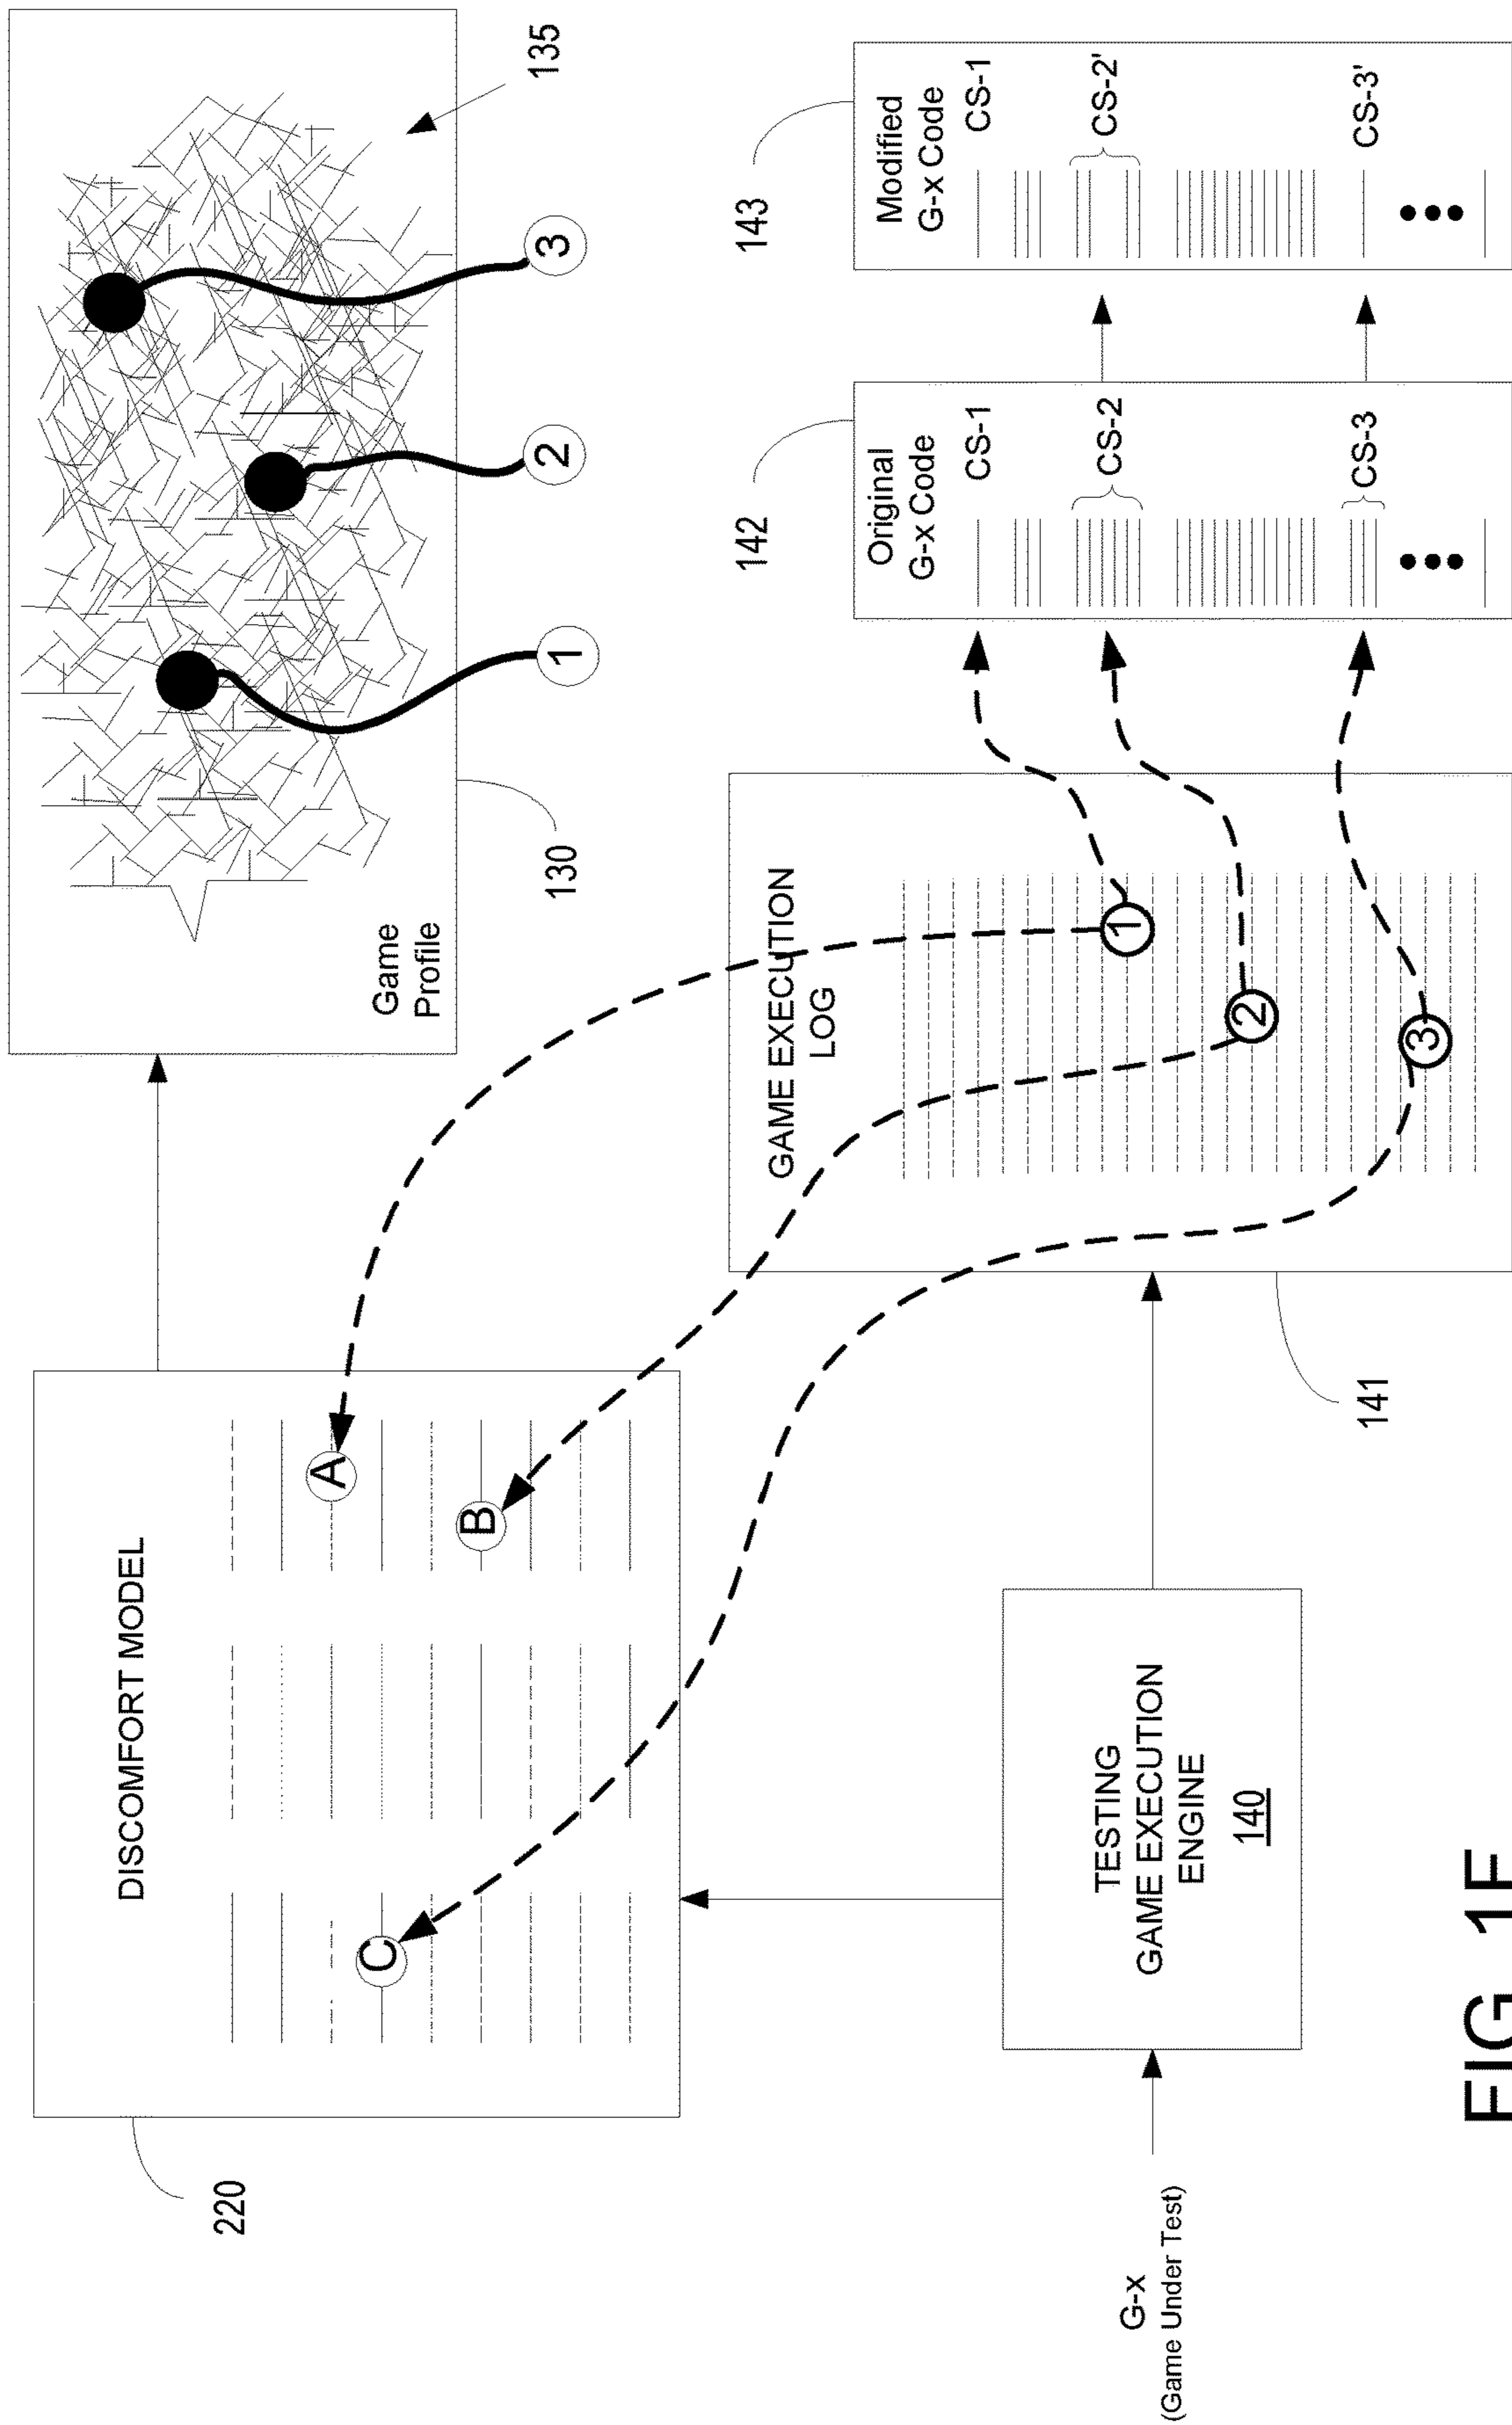 220
DISCOMFORT MODEL
A
B
C
Game
Profile
130
135
1
2
3
G-x
(Game Under Test)
TESTING
GAME EXECUTION
ENGINE
140
GAME EXECUTION
LOG
1
2
3
141
142
Original
G-x Code
CS-1
CS-2
CS-3
143
Modified
G-x Code
CS-1
CS-2'
CS-3'
FIG.